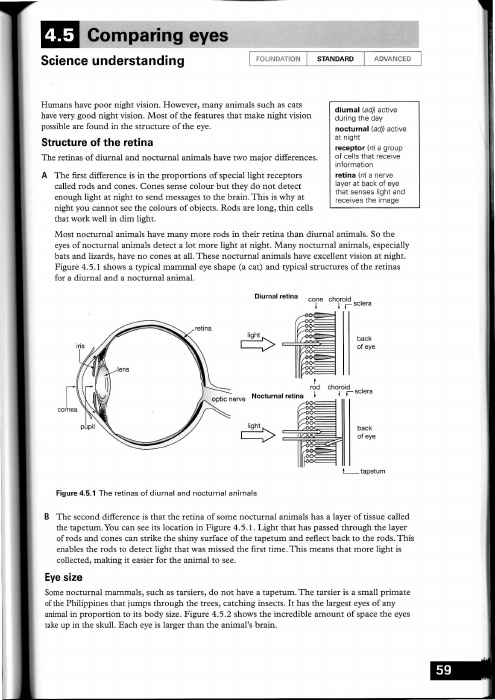 4.5 Comparing eyes
Science understanding
FOUNDATION STANDARD ADVANCED
Humans have poor night vision. However, many animals such as cats
have very good night vision. Most of the features that make night vision
possible are found in the structure of the eye.
Structure of the retina
The retinas of diurnal and nocturnal animals have two major differences.
A The first difference is in the proportions of special light receptors
called rods and cones. Cones sense colour but they do not detect
enough light at night to send messages to the brain. This is why at
night you cannot see the colours of objects. Rods are long, thin cells
that work well in dim light.
diurnal (adj) active
during the day
nocturnal (adj) active
at night
receptor (n) a group
of cells that receive
information
retina (n) a nerve
layer at back of eye
that senses light and
receives the image
Most nocturnal animals have many more rods in their retina than diurnal animals. So the
eyes of nocturnal animals detect a lot more light at night. Many nocturnal animals, especially
bats and lizards, have no cones at all. These nocturnal animals have excellent vision at night.
Figure 4.5.1 shows a typical mammal eye shape (a cat) and typical structures of the retinas
for a diurnal and a nocturnal animal.
Diurnal retina
cone choroid
sclera
light
back
of eye
retina
iris
lens
cornea
pupil
optic nerve
rod choroid
sclera
Nocturnal retina
light
back
of eye
tapetum
Figure 4.5.1 The retinas of diurnal and nocturnal animals
B The second difference is that the retina of some nocturnal animals has a layer of tissue called
the tapetum. You can see its location in Figure 4.5.1. Light that has passed through the layer
of rods and cones can strike the shiny surface of the tapetum and reflect back to the rods. This
enables the rods to detect light that was missed the first time. This means that more light is
collected, making it easier for the animal to see.
Eye size
Some nocturnal mammals, such as tarsiers, do not have a tapetum. The tarsier is a small primate
of the Philippines that jumps through the trees, catching insects. It has the largest eyes of any
animal in proportion to its body size. Figure 4.5.2 shows the incredible amount of space the eyes
take up in the skull. Each eye is larger than the animal's brain.
59